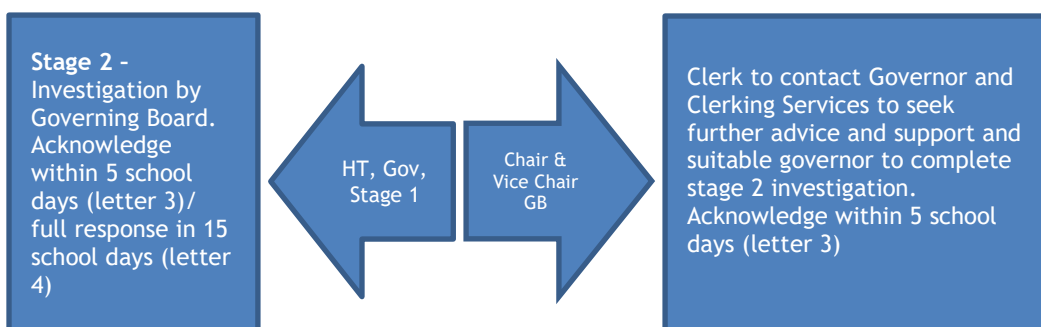 Stage 2 –
Investigation by
Governing Board.
Acknowledge
within 5 school
days (letter 3)/
full response in 15
school days (letter
4)
HT, Gov,
Stage 1
Chair &
Vice Chair
GB
Clerk to contact Governor and
Clerking Services to seek
further advice and support and
suitable governor to complete
stage 2 investigation.
Acknowledge within 5 school
days (letter 3)